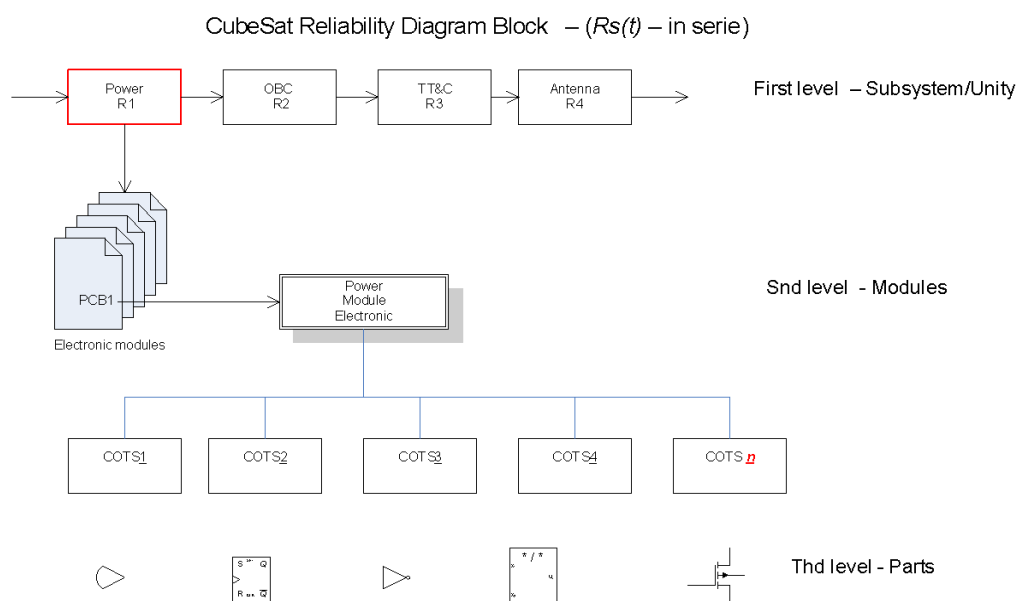 CubeSat Reliability Diagram Block – (Rs(t) – in serie)
Power
R1
OBC
R2
TT&C
R3
Antenna
R4
First level – Subsystem/Unity
PCB1
Electronic modules
Power
Module
Electronic
Snd level - Modules
COTS1
COTS2
COTS3
COTS4
COTS n
S Q
R Q
* / *
Thd level - Parts